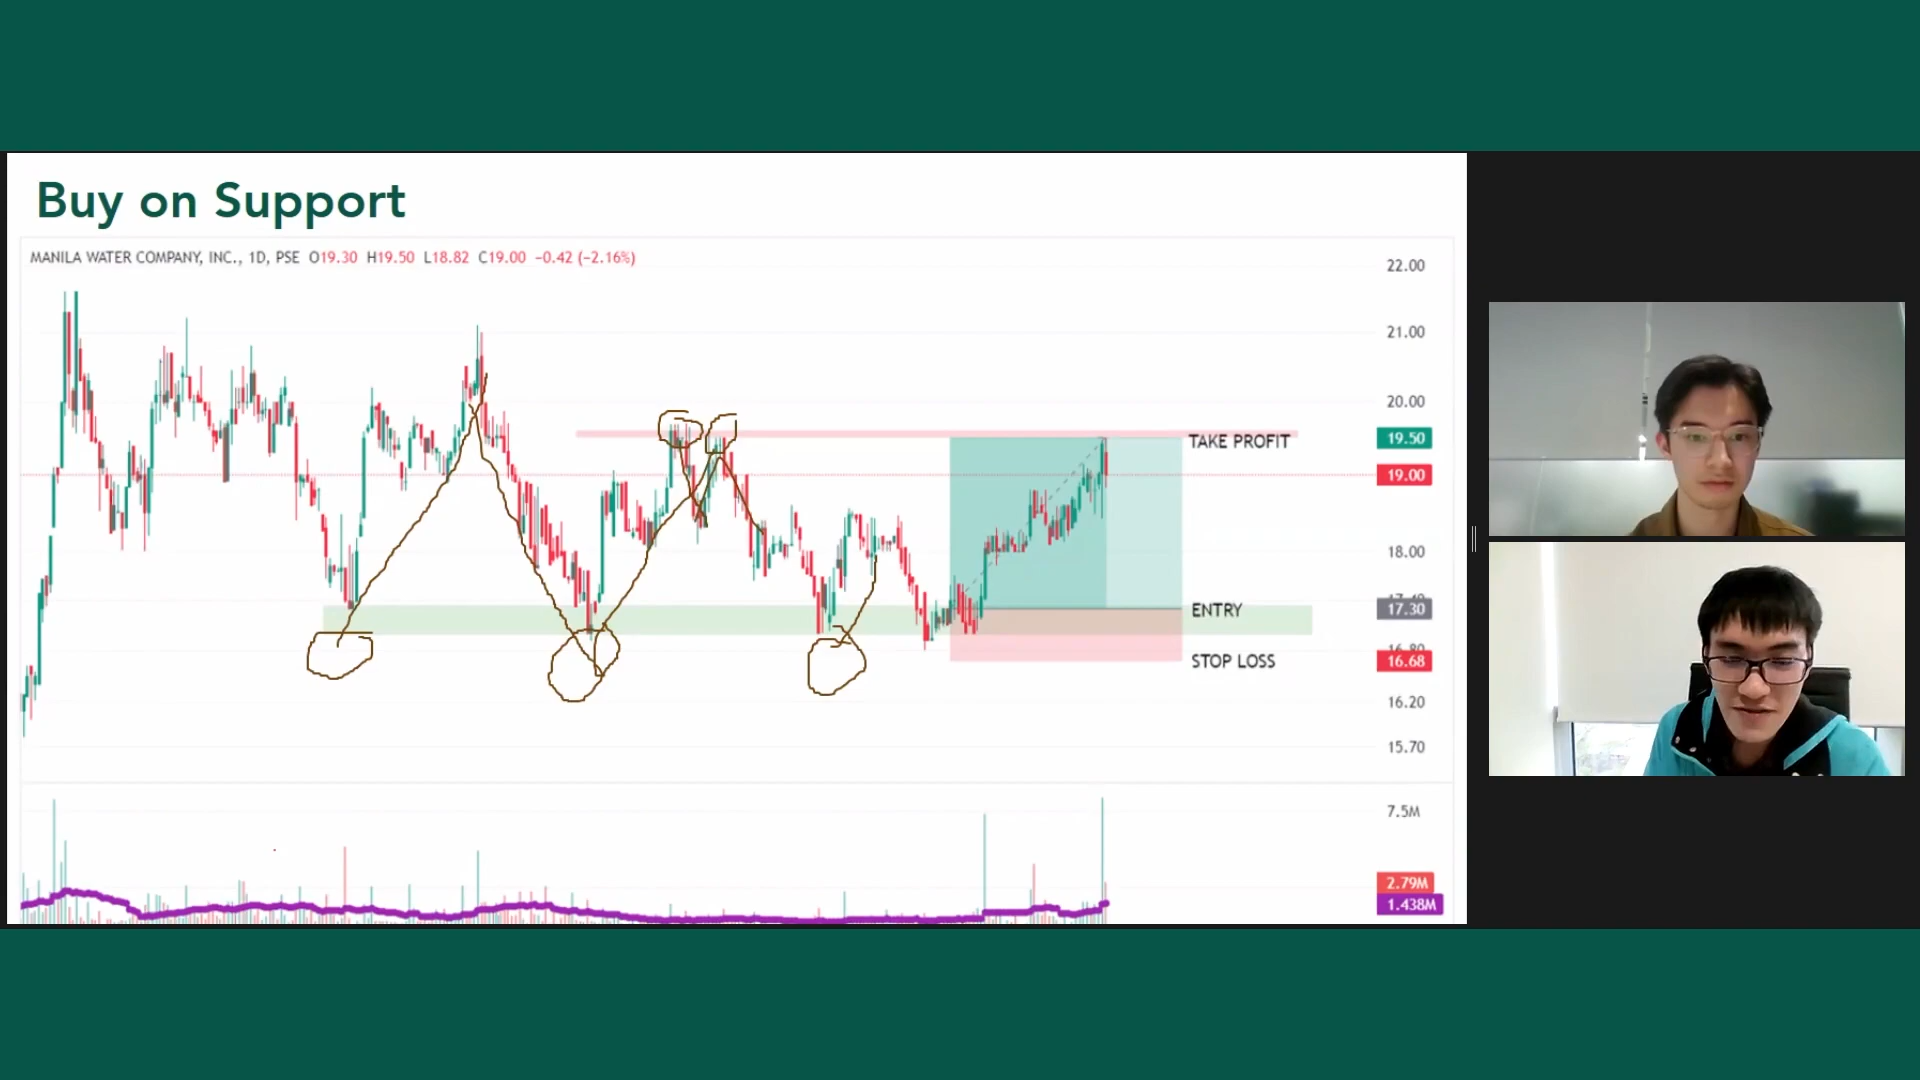 Buy on Support
MANILA WATER COMPANY, INC., 1D, PSE O19.30 H19.50 L18.82 C19.00 −0.42 (−2.16%)
22.00
21.00
20.00
TAKE PROFIT 19.50
19.00
18.00
ENTRY 17.30
16.80
STOP LOSS 16.68
16.20
15.70
7.5M
2.79M
1.438M